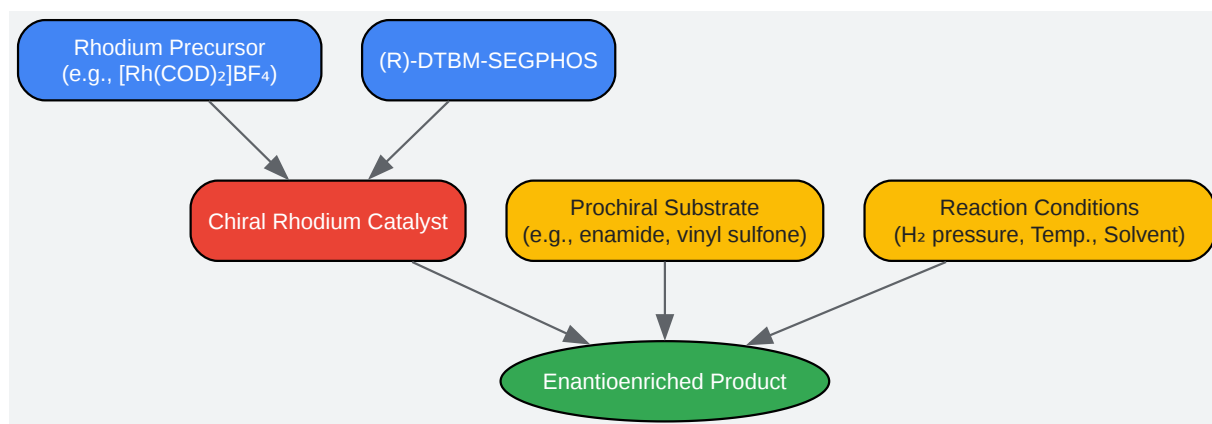 Rhodium Precursor
(e.g., [Rh(COD)₂]BF₄)
(R)-DTBM-SEGPHOS
Chiral Rhodium Catalyst
Prochiral Substrate
(e.g., enamide, vinyl sulfone)
Reaction Conditions
(H₂ pressure, Temp., Solvent)
Enantioenriched Product